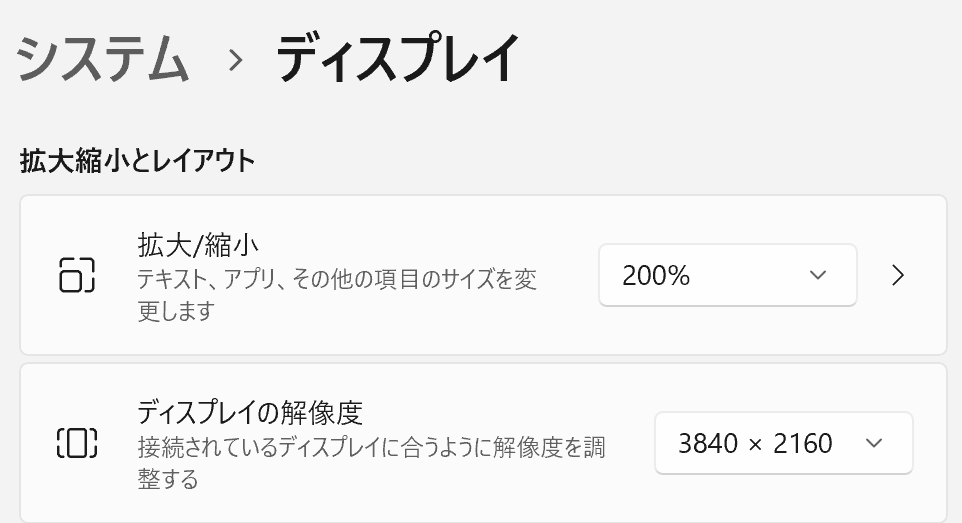 システム > ディスプレイ
拡大縮小とレイアウト
拡大/縮小
テキスト、アプリ、その他の項目のサイズを変
更します
200%
ディスプレイの解像度
接続されているディスプレイに合うように解像度を調
整する
3840 × 2160